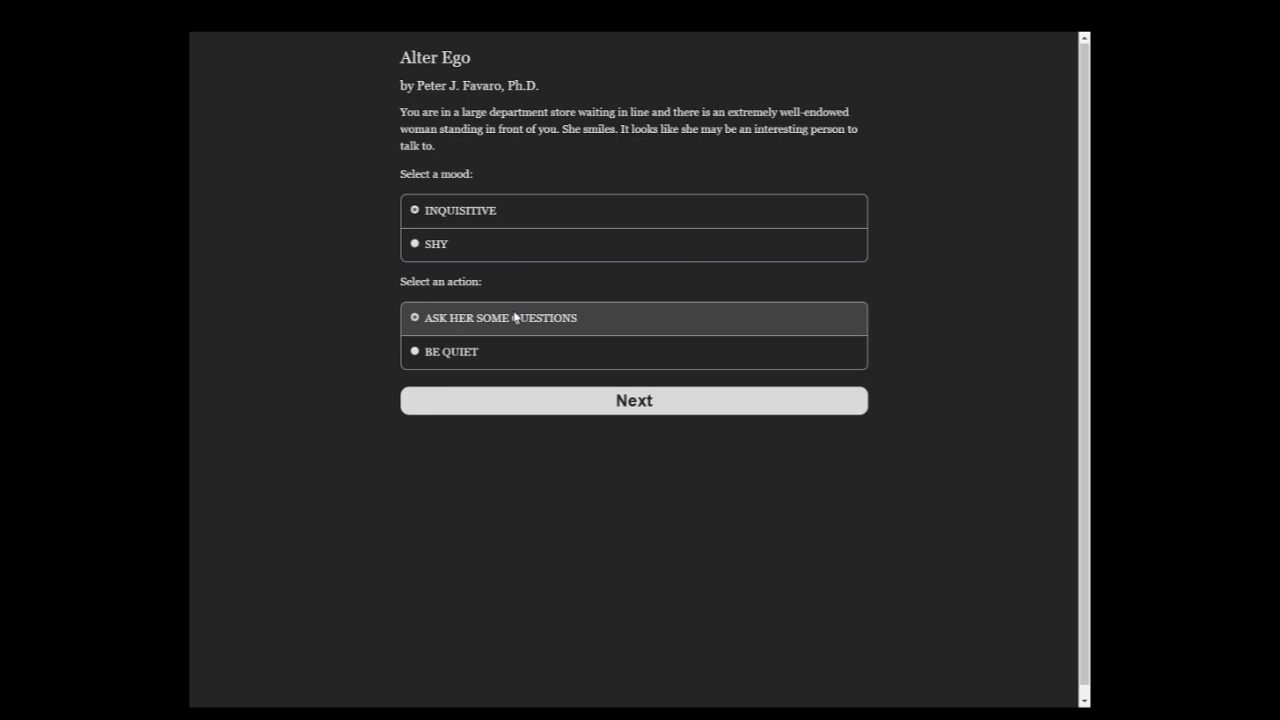 Alter Ego
by Peter J. Favaro, Ph.D.
You are in a large department store waiting in line and there is an extremely well-endowed
woman standing in front of you. She smiles. It looks like she may be an interesting person to
talk to.
Select a mood:
INQUISITIVE
SHY
Select an action:
ASK HER SOME QUESTIONS
BE QUIET
Next